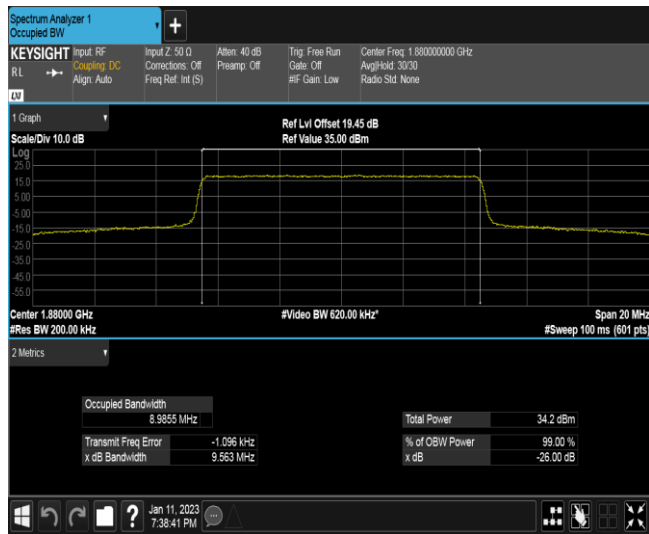 Spectrum Analyzer 1
Occupied BW
+
KEYSIGHT Input: RF Input Z: 50 Ω Atten: 40 dB Trig: Free Run Center Freq: 1.880000000 GHz
RL Coupling: DC Corrections: Off Preamp: Off Gate: Off Avg|Hold: 30/30
Align: Auto Freq Ref: Int (S) #IF Gain: Low Radio Std: None
LXI
1 Graph
Ref Lvl Offset 19.45 dB
Scale/Div 10.0 dB Ref Value 35.00 dBm
Log
25.0
15.0
5.00
-5.00
-15.0
-25.0
-35.0
-45.0
-55.0
Center 1.88000 GHz #Video BW 620.00 kHz* Span 20 MHz
#Res BW 200.00 kHz #Sweep 100 ms (601 pts)
2 Metrics
Occupied Bandwidth
8.9855 MHz Total Power 34.2 dBm
Transmit Freq Error -1.096 kHz % of OBW Power 99.00 %
x dB Bandwidth 9.563 MHz x dB -26.00 dB
? Jan 11, 2023
7:38:41 PM